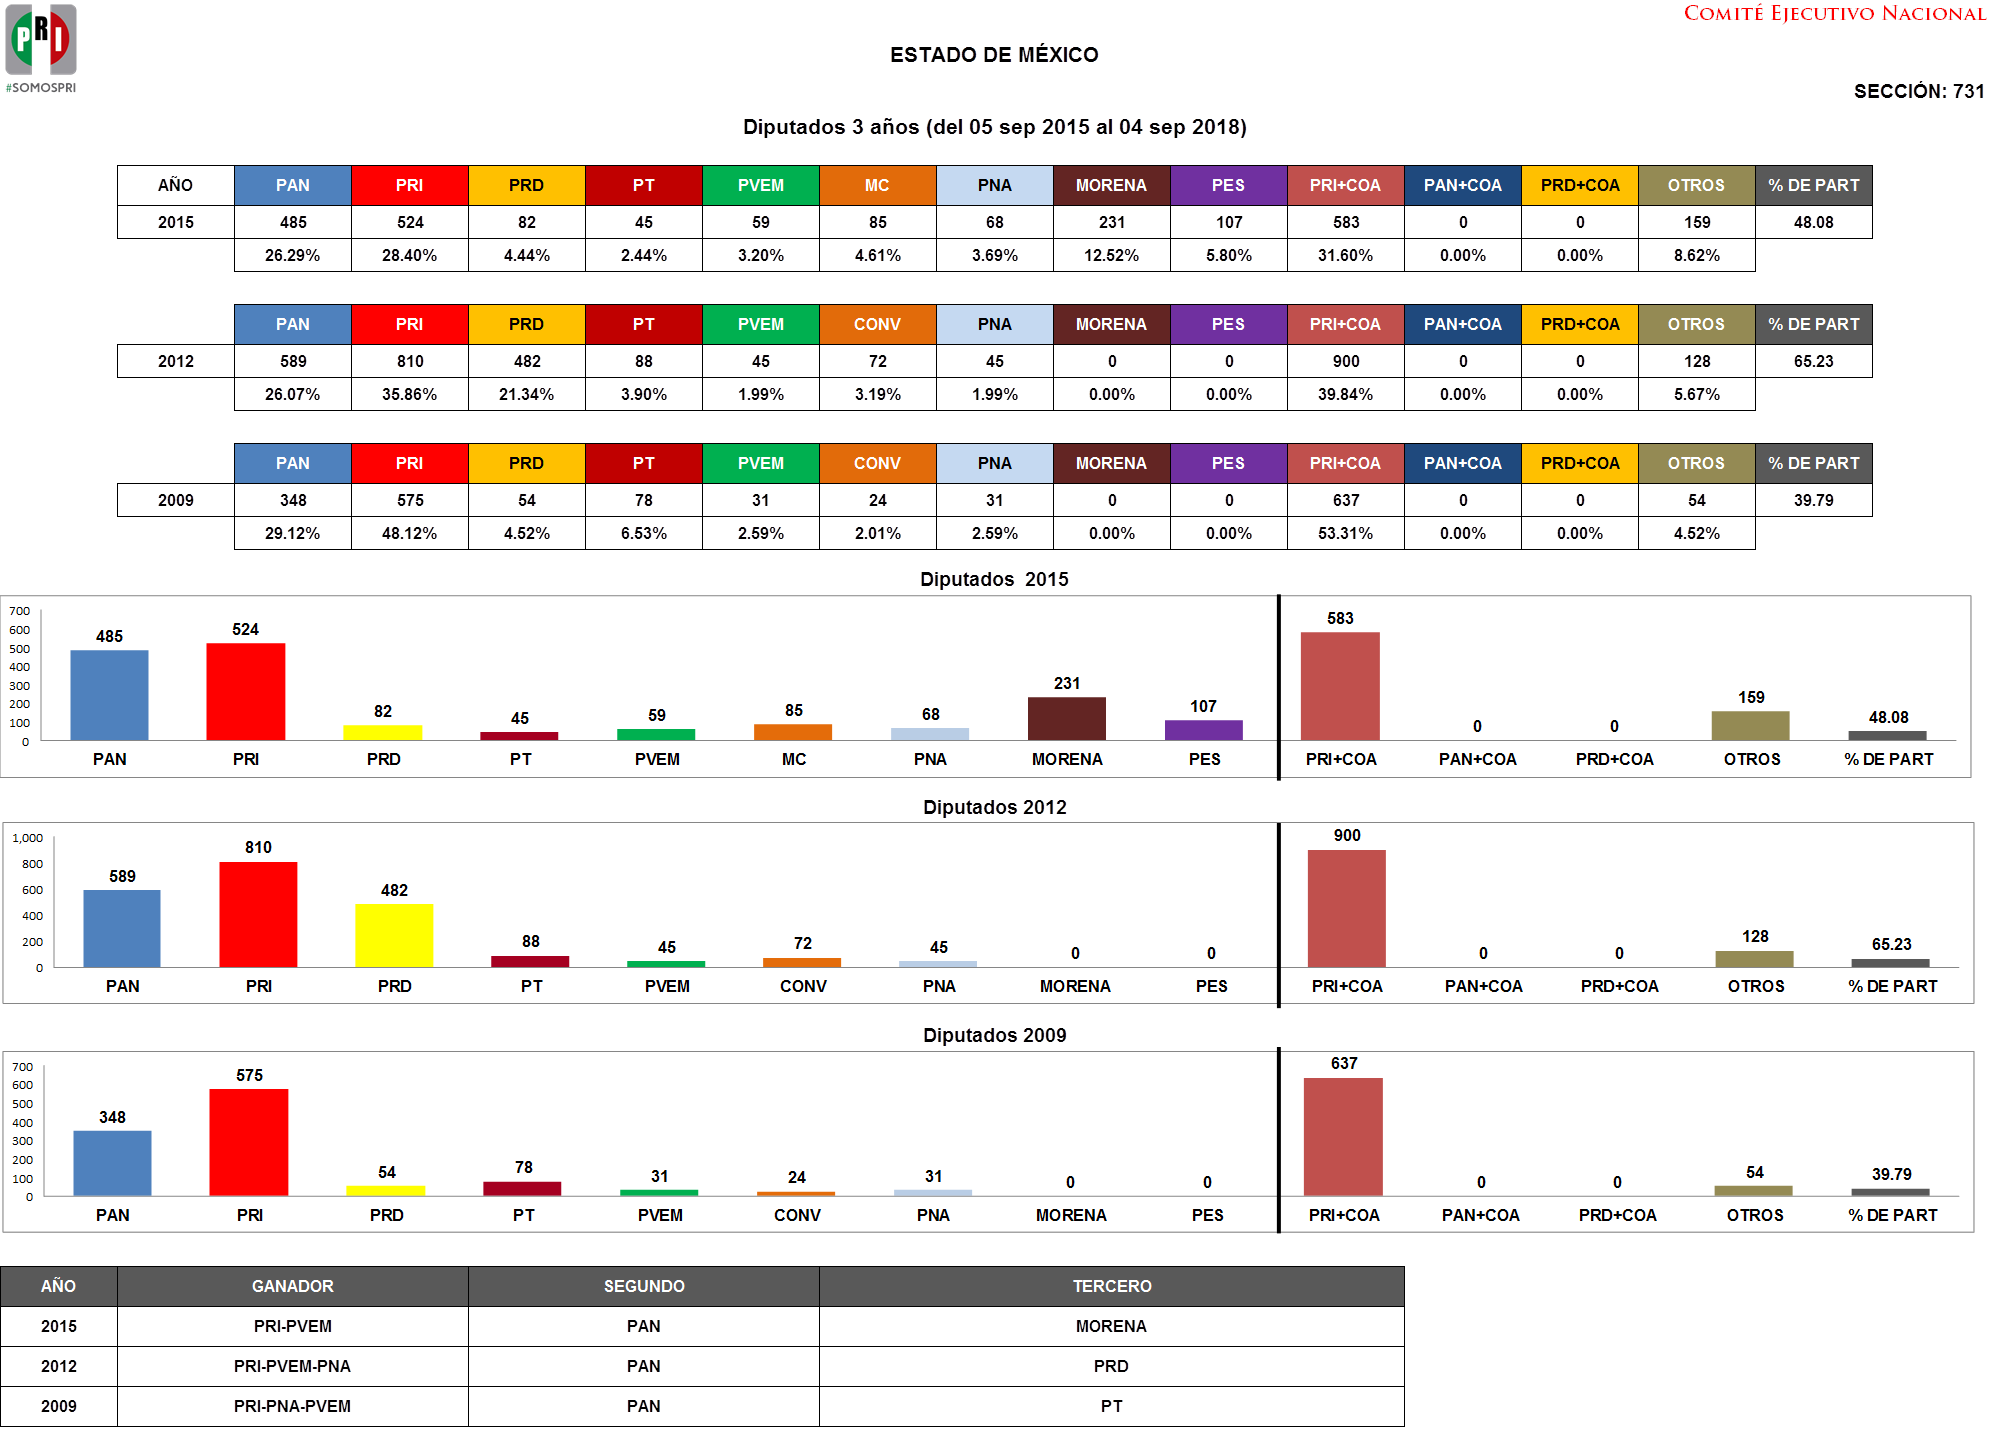 PRI
#SOMOSPRI
COMITÉ EJECUTIVO NACIONAL
ESTADO DE MÉXICO
SECCIÓN: 731
Diputados 3 años (del 05 sep 2015 al 04 sep 2018)
AÑO PAN PRI PRD PT PVEM MC PNA MORENA PES PRI+COA PAN+COA PRD+COA OTROS % DE PART
2015 485 524 82 45 59 85 68 231 107 583 0 0 159 48.08
26.29% 28.40% 4.44% 2.44% 3.20% 4.61% 3.69% 12.52% 5.80% 31.60% 0.00% 0.00% 8.62%
PAN PRI PRD PT PVEM CONV PNA MORENA PES PRI+COA PAN+COA PRD+COA OTROS % DE PART
2012 589 810 482 88 45 72 45 0 0 900 0 0 128 65.23
26.07% 35.86% 21.34% 3.90% 1.99% 3.19% 1.99% 0.00% 0.00% 39.84% 0.00% 0.00% 5.67%
PAN PRI PRD PT PVEM CONV PNA MORENA PES PRI+COA PAN+COA PRD+COA OTROS % DE PART
2009 348 575 54 78 31 24 31 0 0 637 0 0 54 39.79
29.12% 48.12% 4.52% 6.53% 2.59% 2.01% 2.59% 0.00% 0.00% 53.31% 0.00% 0.00% 4.52%
Diputados 2015
700
600
500
400
300
200
100
0
485 524 82 45 59 85 68 231 107 583 0 0 159 48.08
PAN PRI PRD PT PVEM MC PNA MORENA PES PRI+COA PAN+COA PRD+COA OTROS % DE PART
Diputados 2012
1,000
800
600
400
200
0
589 810 482 88 45 72 45 0 0 900 0 0 128 65.23
PAN PRI PRD PT PVEM CONV PNA MORENA PES PRI+COA PAN+COA PRD+COA OTROS % DE PART
Diputados 2009
700
600
500
400
300
200
100
0
348 575 54 78 31 24 31 0 0 637 0 0 54 39.79
PAN PRI PRD PT PVEM CONV PNA MORENA PES PRI+COA PAN+COA PRD+COA OTROS % DE PART
AÑO GANADOR SEGUNDO TERCERO
2015 PRI-PVEM PAN MORENA
2012 PRI-PVEM-PNA PAN PRD
2009 PRI-PNA-PVEM PAN PT